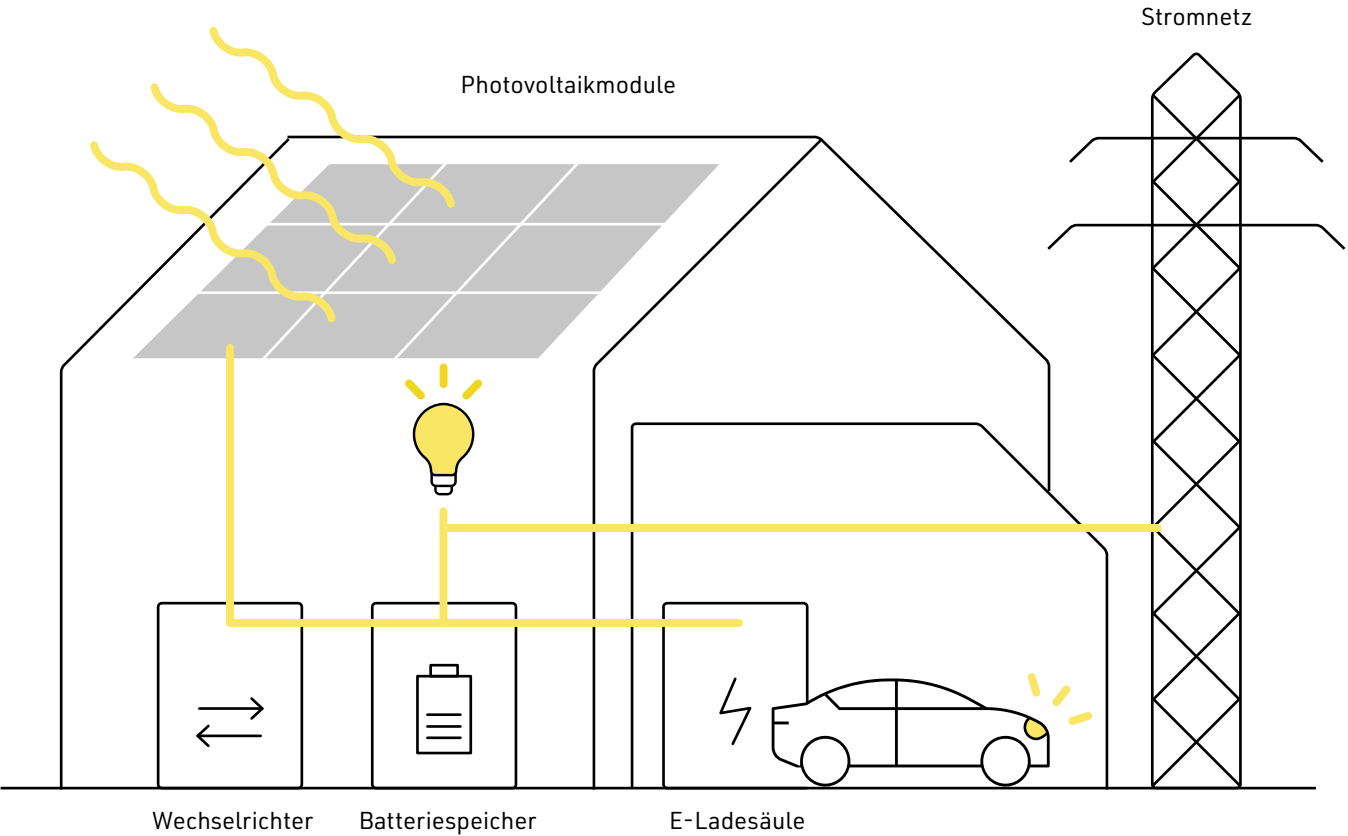 Stromnetz
Photovoltaikmodule
Wechselrichter
Batteriespeicher
E-Ladesäule